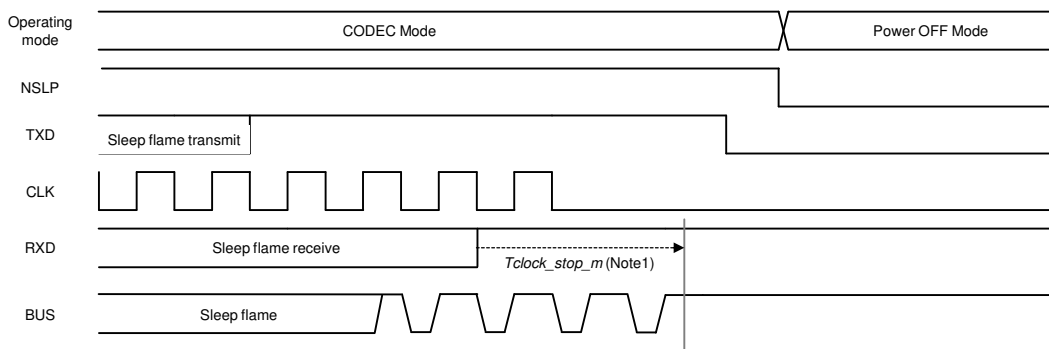 Operating
mode
CODEC Mode
Power OFF Mode
NSLP
TXD
Sleep flame transmit
CLK
RXD
Sleep flame receive
Tclock_stop_m (Note1)
BUS
Sleep flame